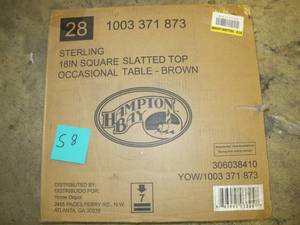 28 1003 371 873
STERLING
18IN SQUARE SLATTED TOP
OCCASIONAL TABLE - BROWN
HAMPTON
BAY
S8
306038410
YOW/1003 371 873
DISTRIBUTED BY
DISTRIBUIDO POR:
Home Depot
2455 PACES FERRY RD., N.W.
ATLANTA, GA 30339
7